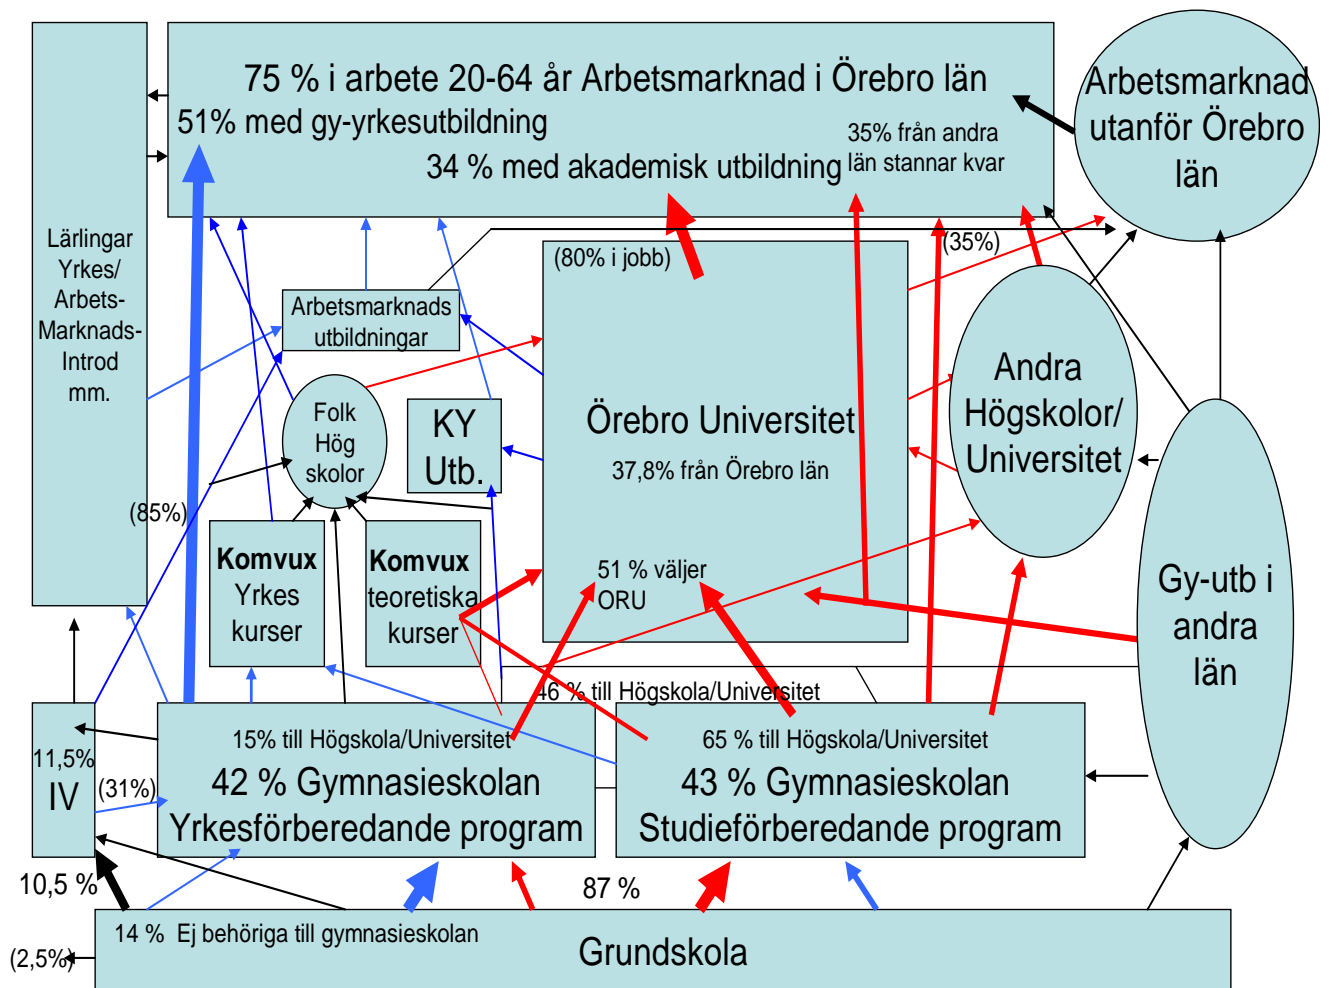 75 % i arbete 20-64 år Arbetsmarknad i Örebro län
51% med gy-yrkesutbildning
34 % med akademisk utbildning
35% från andra
län stannar kvar
Arbetsmarknad
utanför Örebro
län
Lärlingar
Yrkes/
Arbets-
Marknads-
Introd
mm.
(80% i jobb)
(35%)
Arbetsmarknads
utbildningar
Folk
Hög
skolor
KY
Utb.
Örebro Universitet
37,8% från Örebro län
51 % väljer
ORU
Andra
Högskolor/
Universitet
(85%)
Komvux
Yrkes
kurser
Komvux
teoretiska
kurser
Gy-utb i
andra
län
46 % till Högskola/Universitet
11,5%
IV
(31%)
15% till Högskola/Universitet
42 % Gymnasieskolan
Yrkesförberedande program
65 % till Högskola/Universitet
43 % Gymnasieskolan
Studieförberedande program
10,5 %
87 %
14 % Ej behöriga till gymnasieskolan
Grundskola
(2,5%)